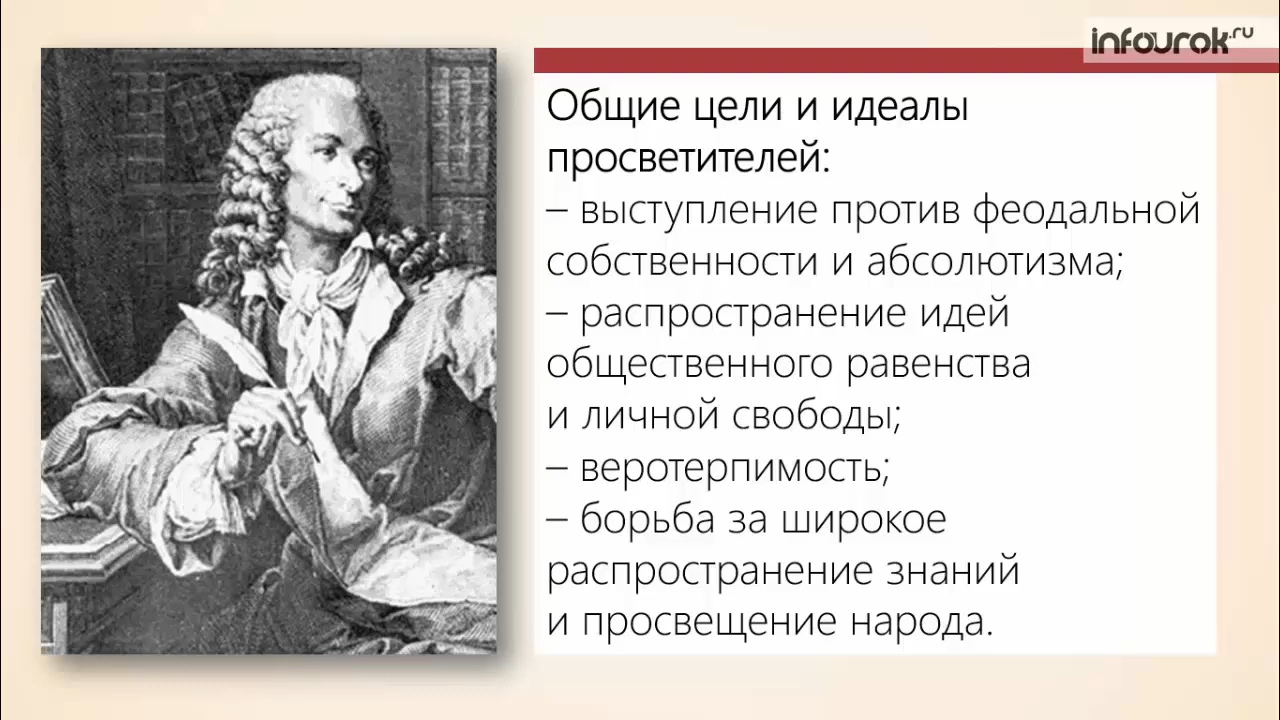 infourok.ru
Общие цели и идеалы
просветителей:
– выступление против феодальной
собственности и абсолютизма;
– распространение идей
общественного равенства
и личной свободы;
– веротерпимость;
– борьба за широкое
распространение знаний
и просвещение народа.